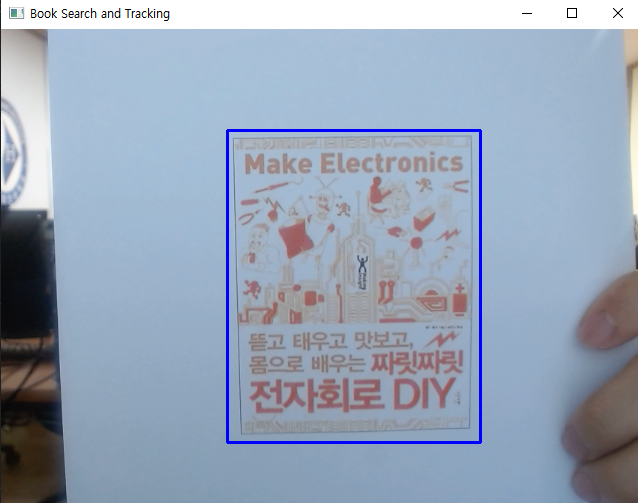 Book Search and Tracking
Make Electronics
뜯고 태우고 맛보고,
몸으로 배우는 짜릿짜릿
전자회로 DIY